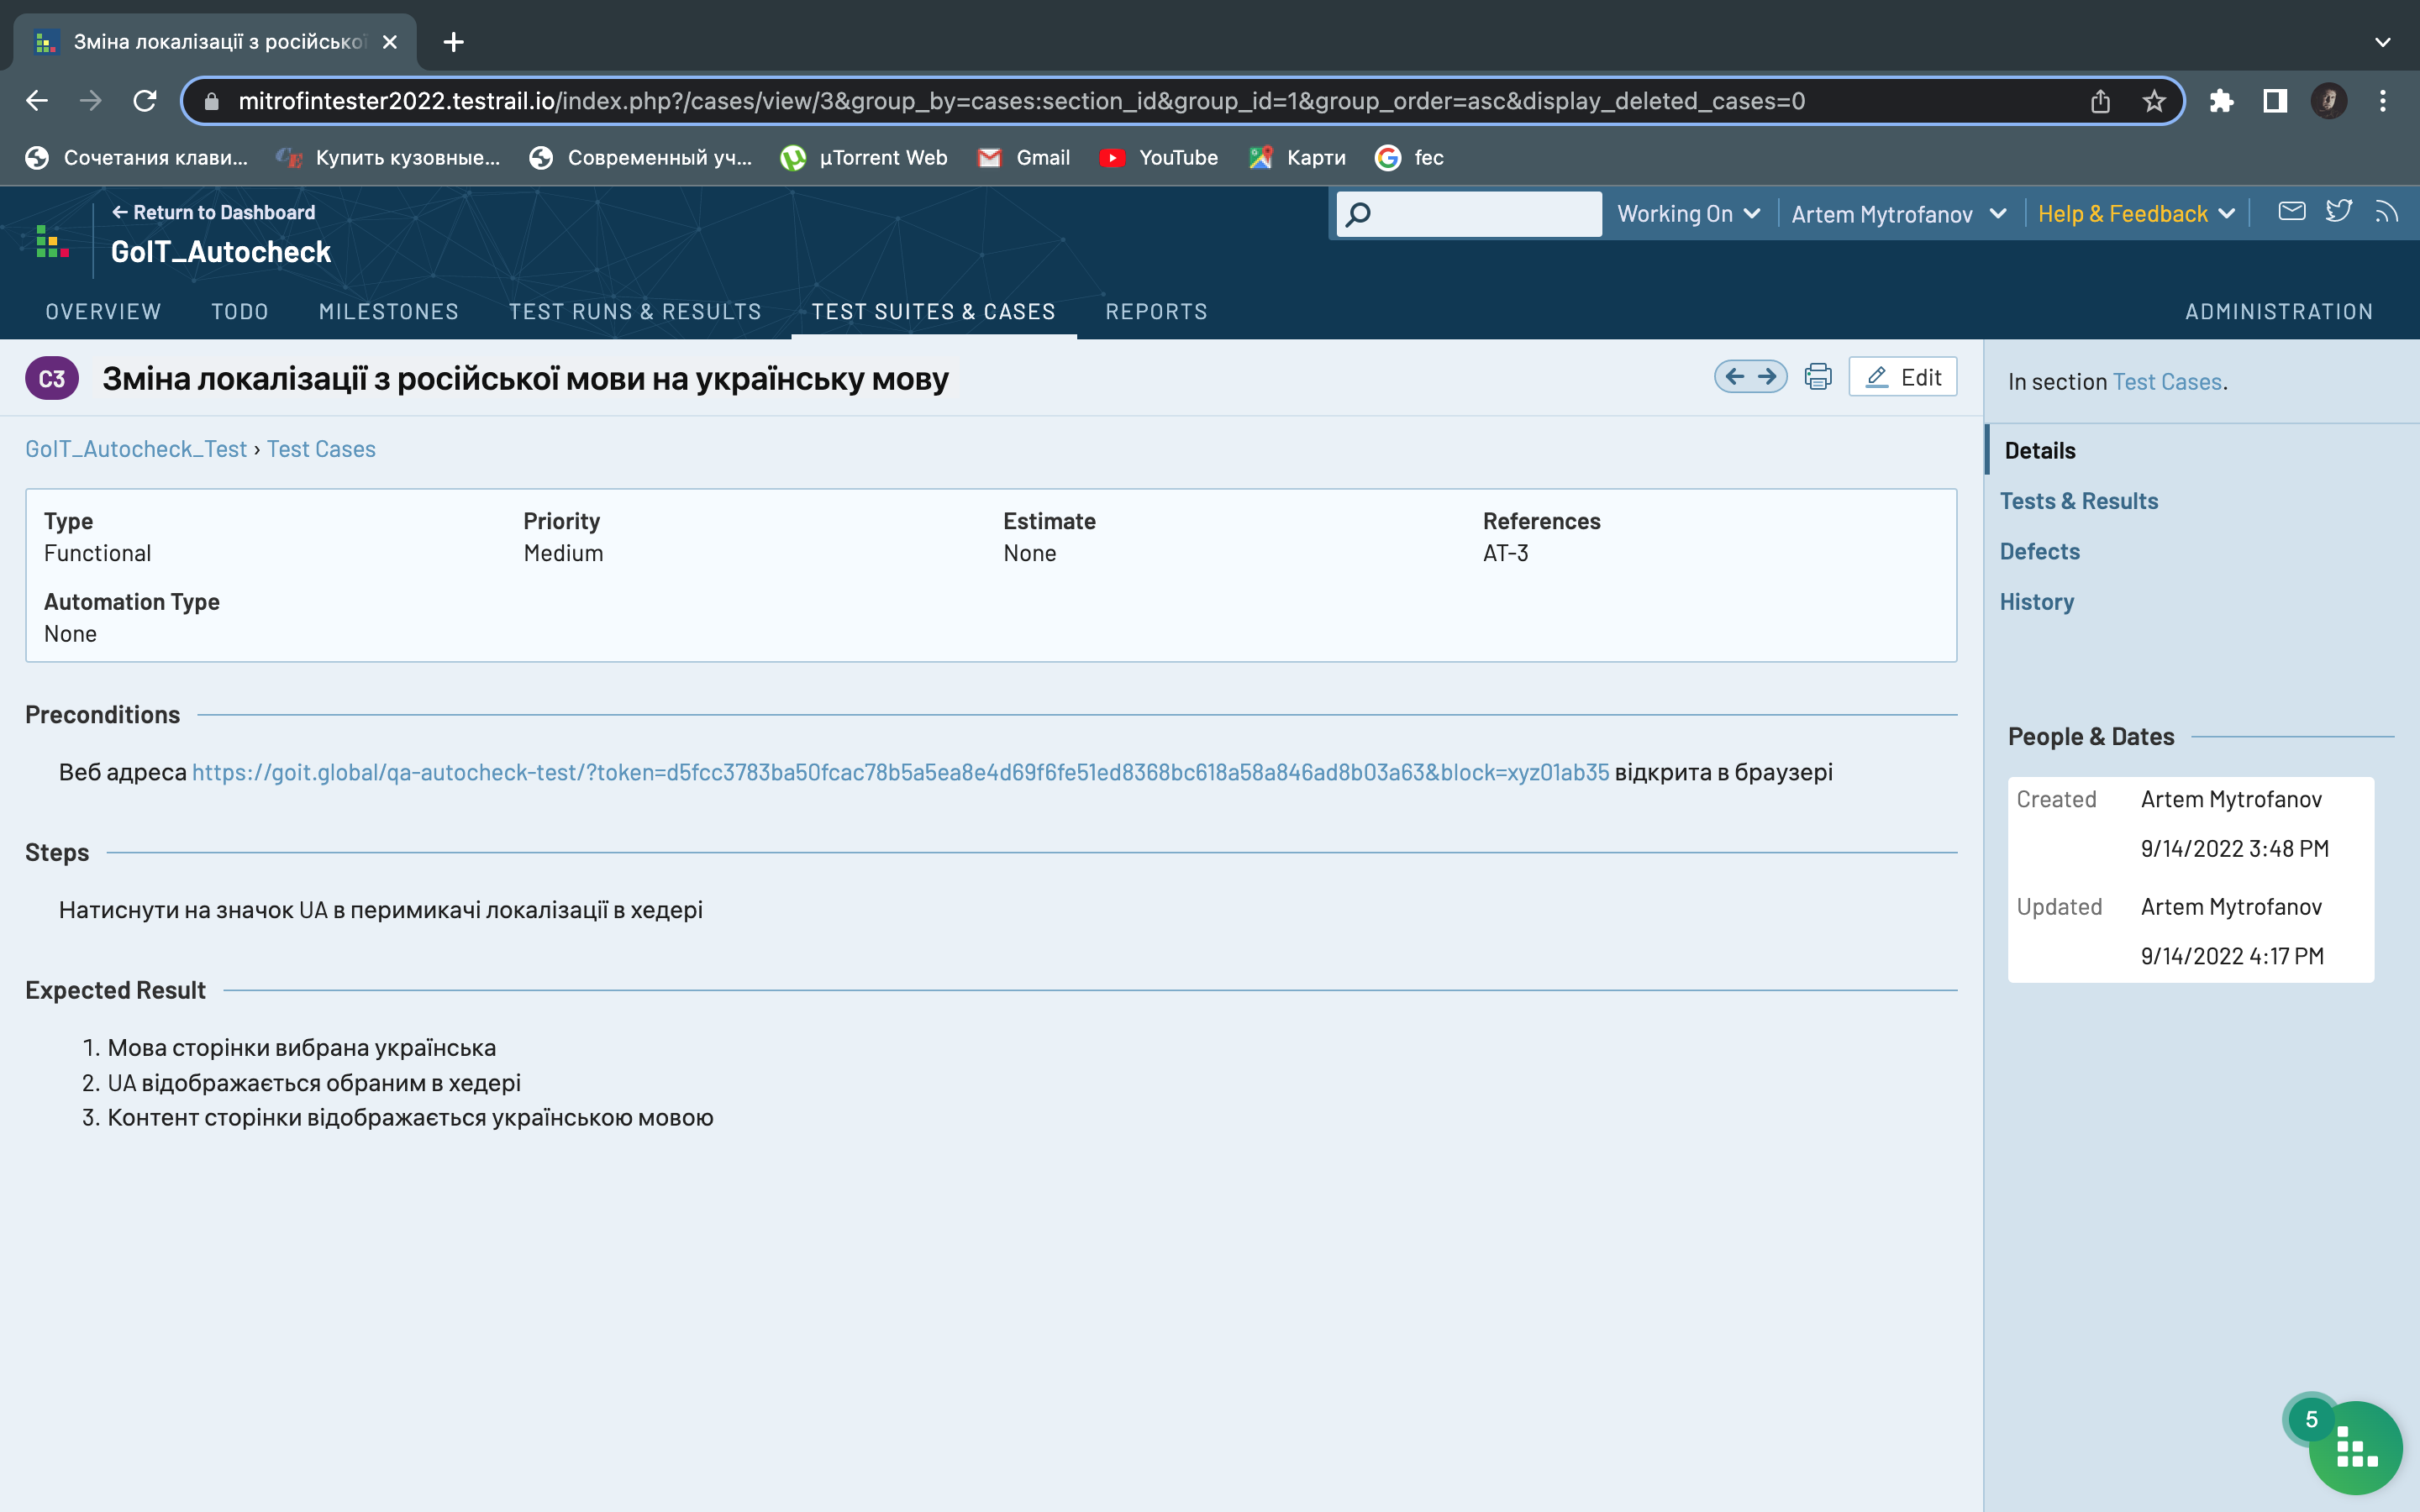 Зміна локалізації з російської
mitrofintester2022.testrail.io/index.php?/cases/view/3&group_by=cases:section_id&group_id=1&group_order=asc&display_deleted_cases=0
Сочетания клави... Купить кузовные... Современный уч... µTorrent Web Gmail YouTube Карти fec
← Return to Dashboard
GoIT_Autocheck
Working On Artem Mytrofanov Help & Feedback
OVERVIEW TODO MILESTONES TEST RUNS & RESULTS TEST SUITES & CASES REPORTS ADMINISTRATION
C3 Зміна локалізації з російської мови на українську мову
Edit
GoIT_Autocheck_Test › Test Cases
Type Priority Estimate References
Functional Medium None AT-3
Automation Type
None
Preconditions
Веб адреса https://goit.global/qa-autocheck-test/?token=d5fcc3783ba50fcac78b5a5ea8e4d69f6fe51ed8368bc618a58a846ad8b03a63&block=xyz01ab35 відкрита в браузері
Steps
Натиснути на значок UA в перимикачі локалізації в хедері
Expected Result
1. Мова сторінки вибрана українська
2. UA відображається обраним в хедері
3. Контент сторінки відображається українською мовою
In section Test Cases.
Details
Tests & Results
Defects
History
People & Dates
Created Artem Mytrofanov
9/14/2022 3:48 PM
Updated Artem Mytrofanov
9/14/2022 4:17 PM
5